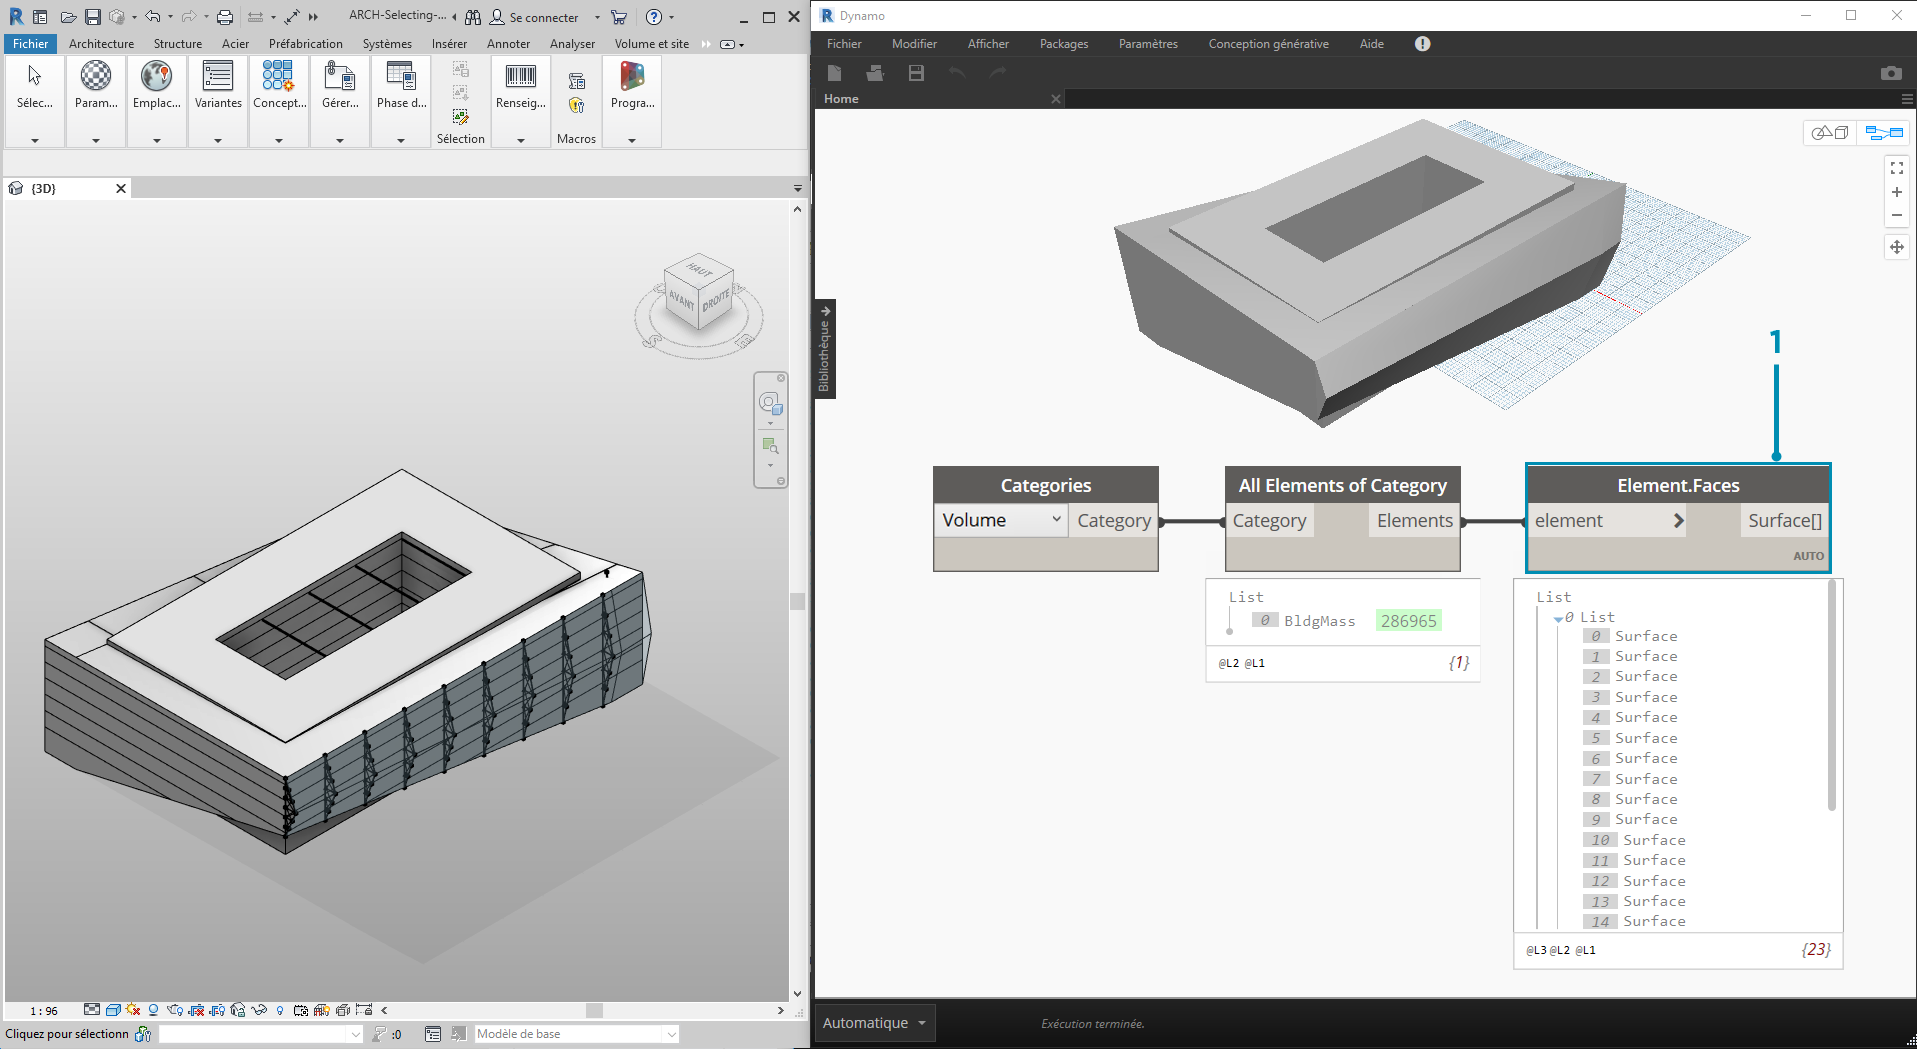 ARCH-Selecting-...
Se connecter
Fichier Architecture Structure Acier Préfabrication Systèmes Insérer Annoter Analyser Volume et site
Sélec... Param... Emplac... Variantes Concept... Gérer... Phase d... Renseig... Progra...
Sélection Macros
{3D}
HAUT
AVANT
DROITE
1 : 96
Cliquez pour sélectionn
:0
Modèle de base
Dynamo
Fichier Modifier Afficher Packages Paramètres Conception générative Aide
Home
Bibliothèque
1
Categories
Volume Category
All Elements of Category
Category Elements
Element.Faces
element Surface[]
AUTO
List
0 BldgMass 286965
@L2 @L1 {1}
List
0 List
0 Surface
1 Surface
2 Surface
3 Surface
4 Surface
5 Surface
6 Surface
7 Surface
8 Surface
9 Surface
10 Surface
11 Surface
12 Surface
13 Surface
14 Surface
@L3 @L2 @L1 {23}
Automatique
Exécution terminée.